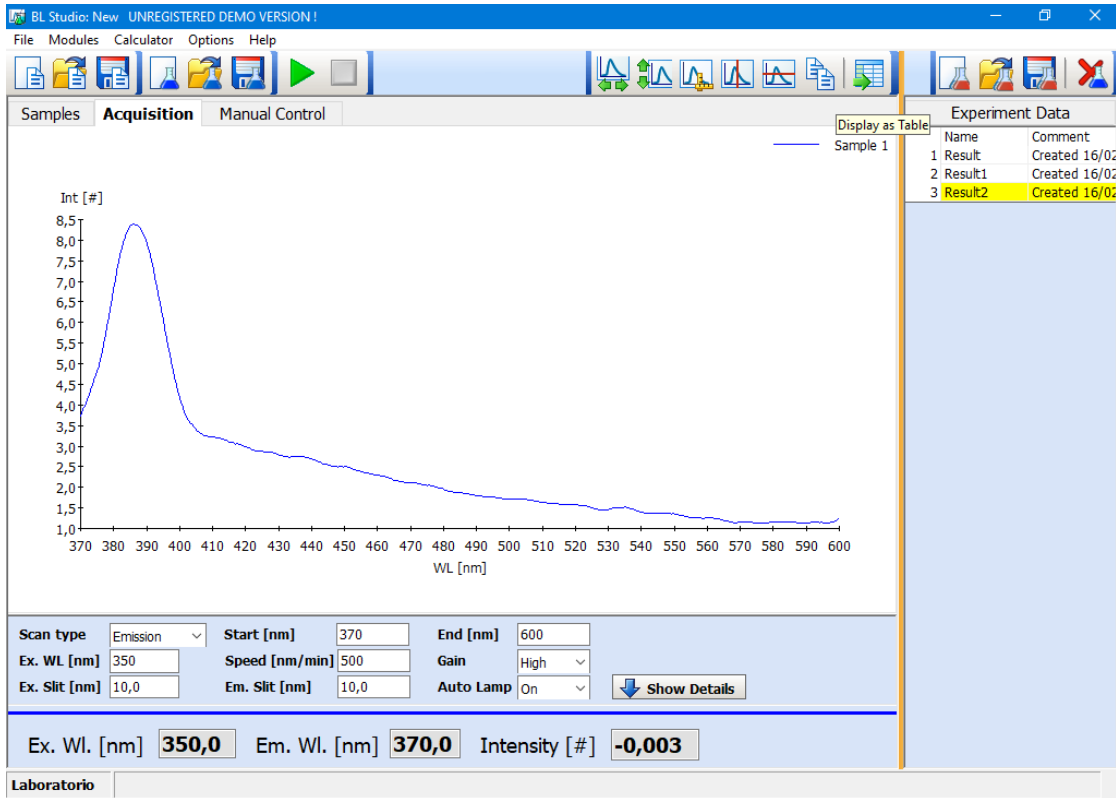 BL Studio: New   UNREGISTERED DEMO VERSION !
File Modules Calculator Options Help
Samples Acquisition Manual Control
Display as Table
Sample 1
Int [#]
8,5
8,0
7,5
7,0
6,5
6,0
5,5
5,0
4,5
4,0
3,5
3,0
2,5
2,0
1,5
1,0
370 380 390 400 410 420 430 440 450 460 470 480 490 500 510 520 530 540 550 560 570 580 590 600
WL [nm]
Experiment Data
Name Comment
1 Result Created 16/02
2 Result1 Created 16/02
3 Result2 Created 16/02
Scan type Emission Start [nm] 370 End [nm] 600
Ex. WL [nm] 350 Speed [nm/min] 500 Gain High
Ex. Slit [nm] 10,0 Em. Slit [nm] 10,0 Auto Lamp On Show Details
Ex. Wl. [nm] 350,0 Em. Wl. [nm] 370,0 Intensity [#] -0,003
Laboratorio